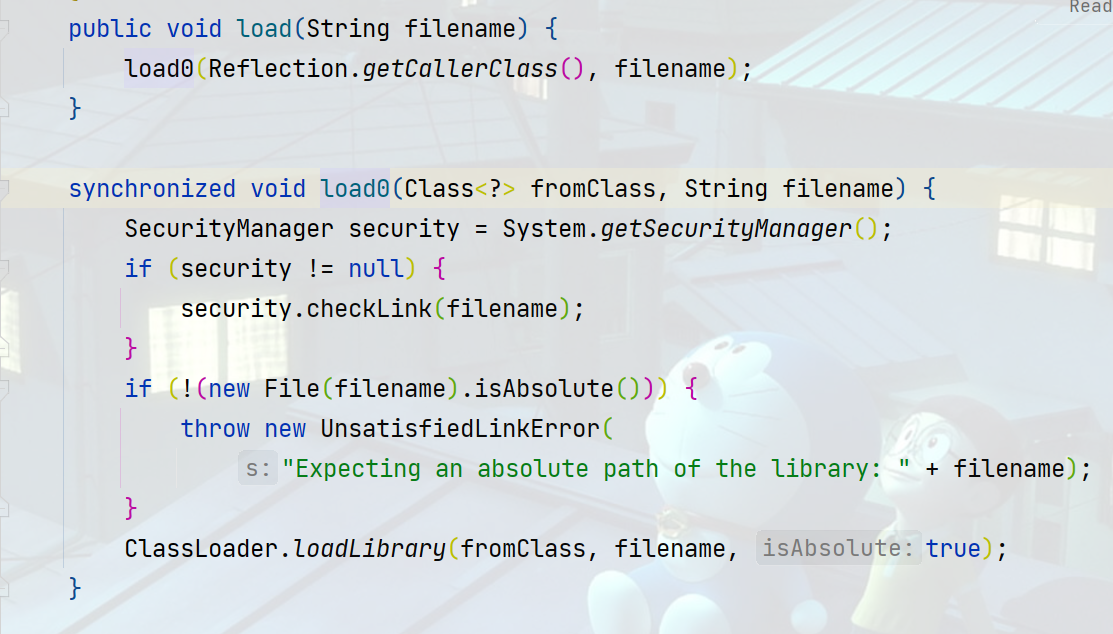 Read
public void load(String filename) {
load0(Reflection.getCallerClass(), filename);
}
synchronized void load0(Class<?> fromClass, String filename) {
SecurityManager security = System.getSecurityManager();
if (security != null) {
security.checkLink(filename);
}
if (!(new File(filename).isAbsolute())) {
throw new UnsatisfiedLinkError(
s: "Expecting an absolute path of the library: " + filename);
}
ClassLoader.loadLibrary(fromClass, filename, isAbsolute: true);
}